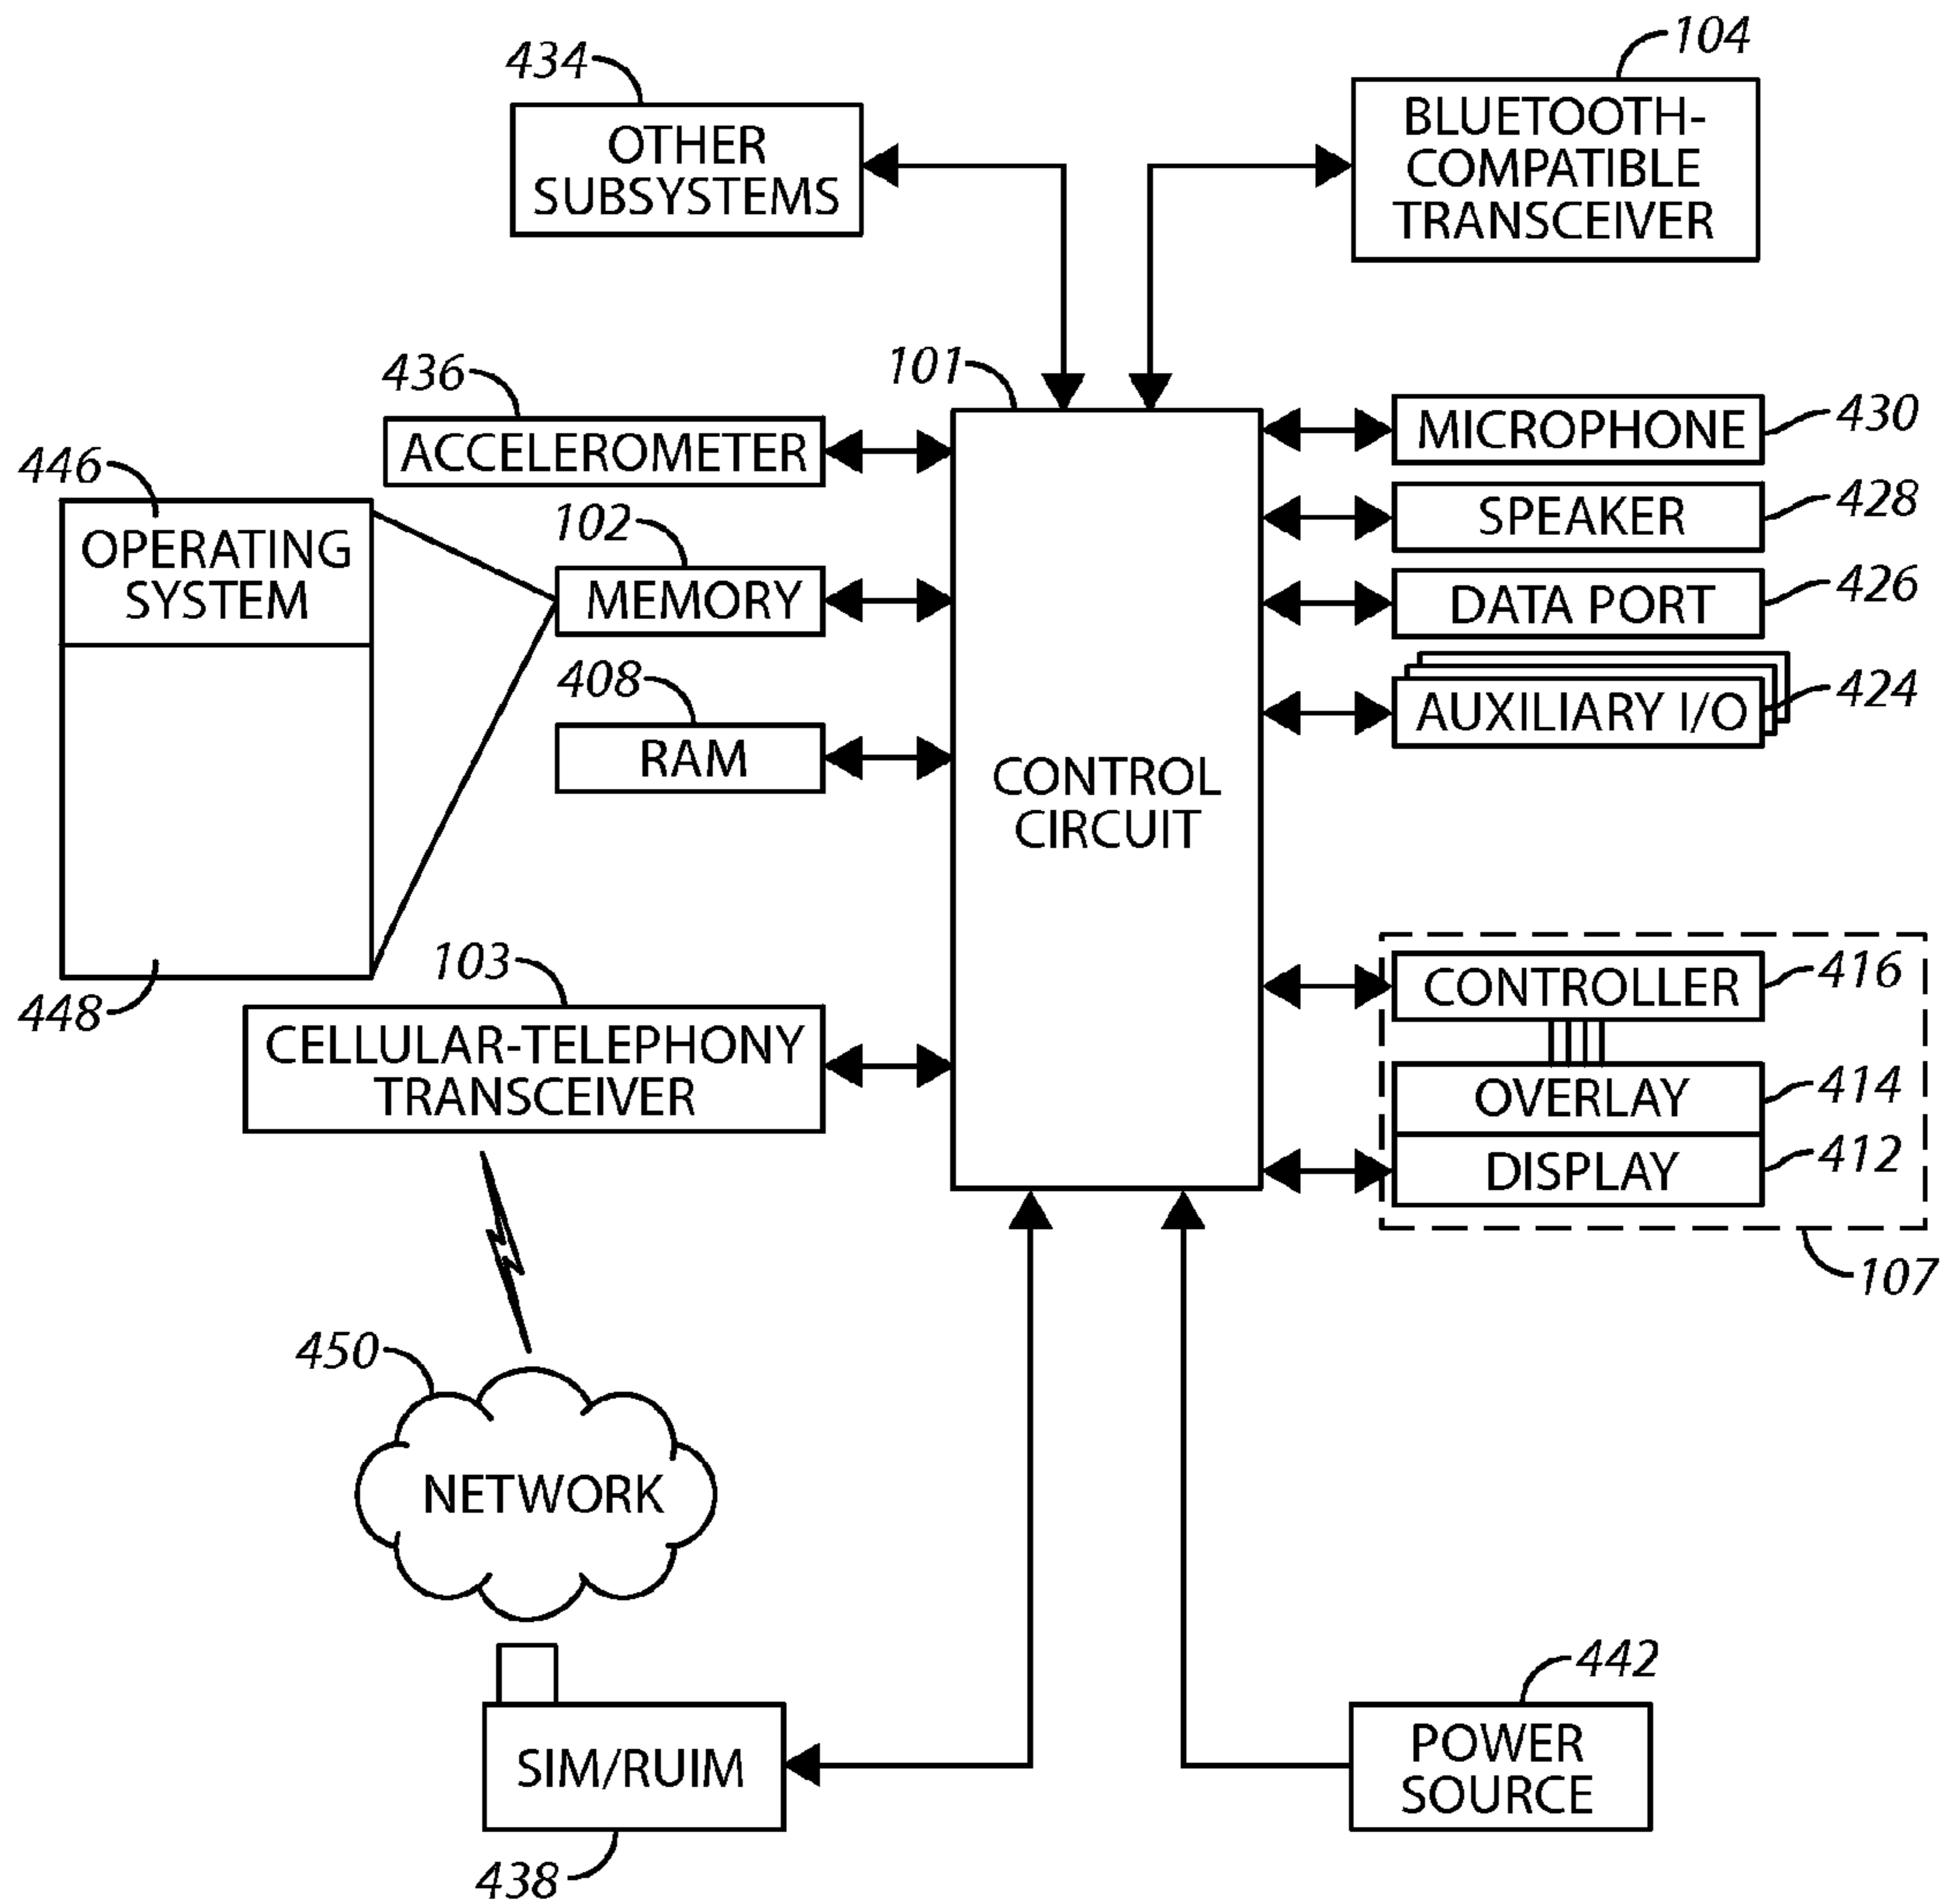 434
OTHER
SUBSYSTEMS
104
BLUETOOTH-
COMPATIBLE
TRANSCEIVER
436
ACCELEROMETER
101
CONTROL
CIRCUIT
446
OPERATING
SYSTEM
448
102
MEMORY
408
RAM
103
CELLULAR-TELEPHONY
TRANSCEIVER
MICROPHONE
430
SPEAKER
428
DATA PORT
426
AUXILIARY I/O
424
CONTROLLER
416
OVERLAY
414
DISPLAY
412
107
450
NETWORK
SIM/RUIM
438
442
POWER
SOURCE